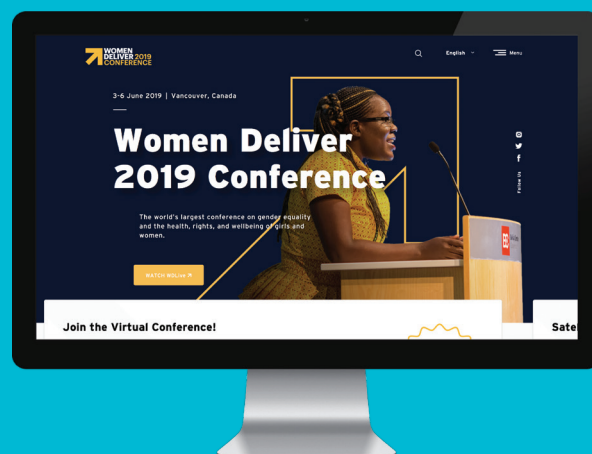 WOMEN
DELIVER 2019
CONFERENCE
English
Menu
3-6 June 2019 | Vancouver, Canada
Women Deliver
2019 Conference
Follow Us
The world's largest conference on gender equality
and the health, rights, and wellbeing of girls and
women.
WATCH WDLive
Join the Virtual Conference!